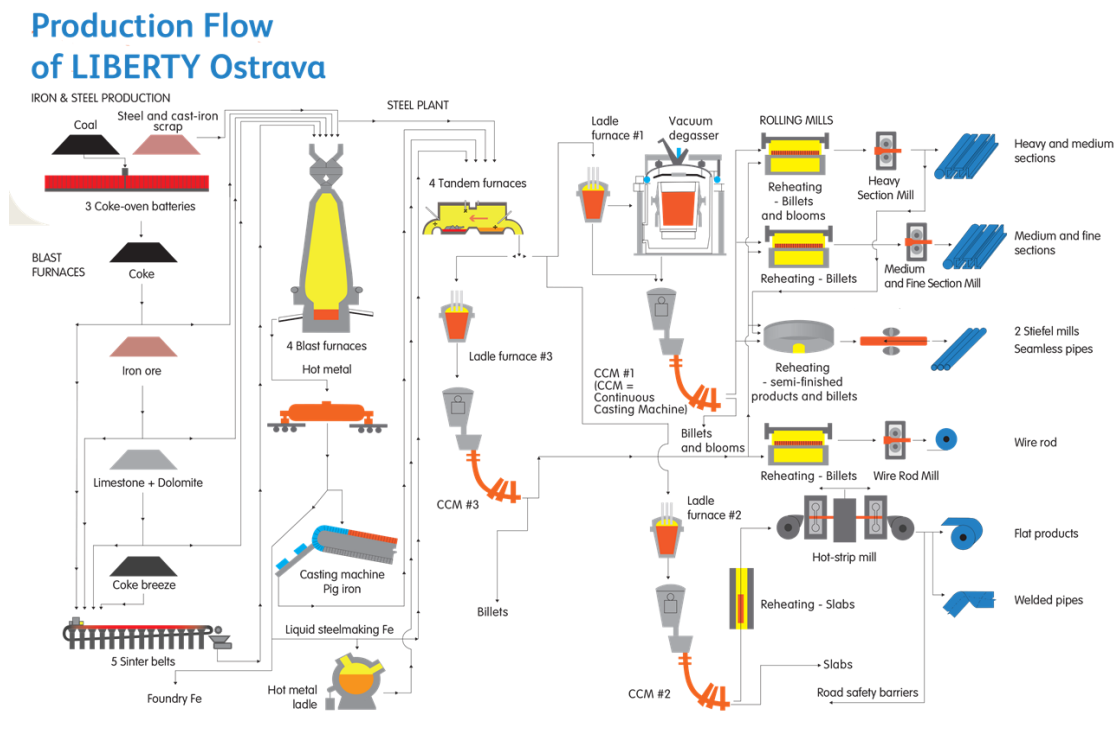 Production Flow
of LIBERTY Ostrava
IRON & STEEL PRODUCTION
Coal
Steel and cast-iron
scrap
3 Coke-oven batteries
BLAST
FURNACES
Coke
Iron ore
Limestone + Dolomite
Coke breeze
5 Sinter belts
Foundry Fe
4 Blast furnaces
Hot metal
Casting machine
Pig iron
Liquid steelmaking Fe
Hot metal
ladle
STEEL PLANT
4 Tandem furnaces
Ladle furnace #3
CCM #3
Billets
Ladle
furnace #1
Vacuum
degasser
CCM #1
(CCM =
Continuous
Casting Machine)
Billets
and blooms
Ladle
furnace #2
CCM #2
Slabs
Road safety barriers
ROLLING MILLS
Reheating
- Billets
and blooms
Heavy
Section Mill
Heavy and medium
sections
Reheating - Billets
Medium
and Fine Section Mill
Medium and fine
sections
Reheating
- semi-finished
products and billets
2 Stiefel mills
Seamless pipes
Reheating - Billets
Wire Rod Mill
Wire rod
Hot-strip mill
Flat products
Reheating - Slabs
Welded pipes